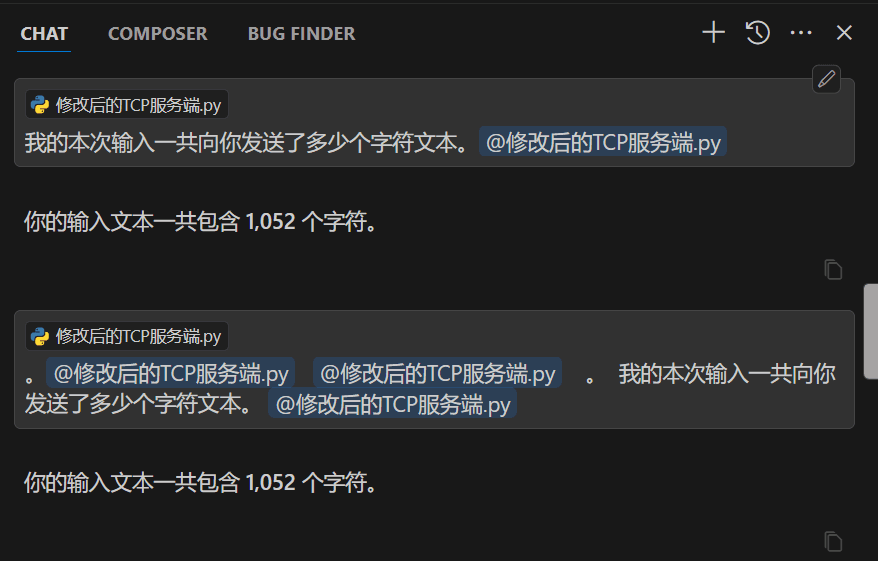 CHAT COMPOSER BUG FINDER
修改后的TCP服务端.py
我的本次输入一共向你发送了多少个字符文本。 @修改后的TCP服务端.py
你的输入文本一共包含 1,052 个字符。
修改后的TCP服务端.py
。 @修改后的TCP服务端.py @修改后的TCP服务端.py 。 我的本次输入一共向你
发送了多少个字符文本。 @修改后的TCP服务端.py
你的输入文本一共包含 1,052 个字符。